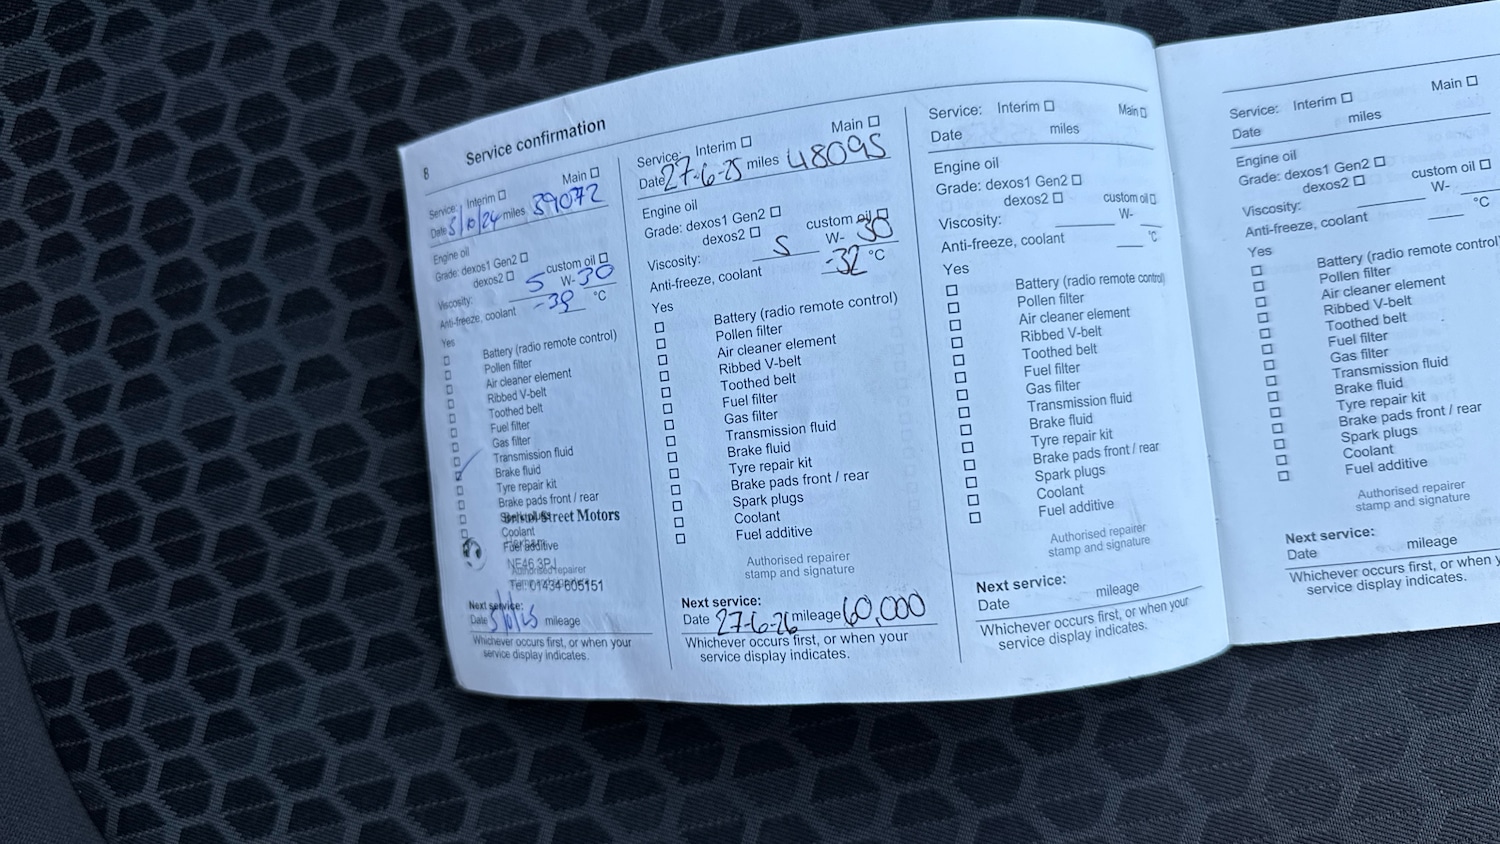 8 Service confirmation
Service: Interim ☐ Main ☐
Date 5/10/24 miles 39072
Engine oil
Grade: dexos1 Gen2 ☐
dexos2 ☐ custom oil ☐
Viscosity: 5 W- 30
Anti-freeze, coolant °C
Yes
☐ Battery (radio remote control)
☐ Pollen filter
☐ Air cleaner element
☐ Ribbed V-belt
☐ Toothed belt
☐ Fuel filter
☐ Gas filter
☐ Transmission fluid
☑ Brake fluid
☐ Tyre repair kit
☐ Brake pads front / rear
Street Motors
Coolant
Fuel additive
NE46 3PJ
Authorised repairer
Tel: 01434 605151
Next service:
Date 5/10/25 mileage
Whichever occurs first, or when your
service display indicates.
Service: Interim ☐ Main ☐
Date 27-6-25 miles 48095
Engine oil
Grade: dexos1 Gen2 ☐
dexos2 ☐ custom oil ☐
Viscosity: 5 W- 30
Anti-freeze, coolant -32 °C
Yes
☐ Battery (radio remote control)
☐ Pollen filter
☐ Air cleaner element
☐ Ribbed V-belt
☐ Toothed belt
☐ Fuel filter
☐ Gas filter
☐ Transmission fluid
☐ Brake fluid
☐ Tyre repair kit
☐ Brake pads front / rear
☐ Spark plugs
☐ Coolant
☐ Fuel additive
Authorised repairer
stamp and signature
Next service:
Date 27-6-26 mileage 60,000
Whichever occurs first, or when your
service display indicates.
Service: Interim ☐ Main ☐
Date miles
Engine oil
Grade: dexos1 Gen2 ☐
dexos2 ☐ custom oil ☐
Viscosity: W-
Anti-freeze, coolant °C
Yes
☐ Battery (radio remote control)
☐ Pollen filter
☐ Air cleaner element
☐ Ribbed V-belt
☐ Toothed belt
☐ Fuel filter
☐ Gas filter
☐ Transmission fluid
☐ Brake fluid
☐ Tyre repair kit
☐ Brake pads front / rear
☐ Spark plugs
☐ Coolant
☐ Fuel additive
Authorised repairer
stamp and signature
Next service:
Date mileage
Whichever occurs first, or when your
service display indicates.
Service: Interim ☐ Main ☐
Date miles
Engine oil
Grade: dexos1 Gen2 ☐
dexos2 ☐ custom oil ☐
Viscosity: W-
Anti-freeze, coolant °C
Yes
☐ Battery (radio remote control
☐ Pollen filter
☐ Air cleaner element
☐ Ribbed V-belt
☐ Toothed belt
☐ Fuel filter
☐ Gas filter
☐ Transmission fluid
☐ Brake fluid
☐ Tyre repair kit
☐ Brake pads front / rear
☐ Spark plugs
☐ Coolant
☐ Fuel additive
Authorised repairer
stamp and signature
Next service:
Date mileage
Whichever occurs first, or when
service display indicates.